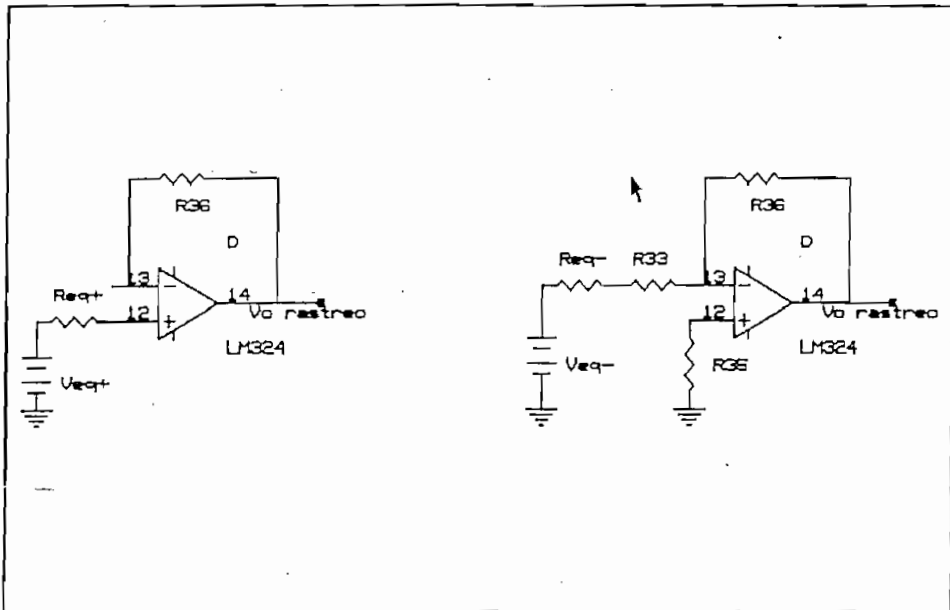 R36
D
13
Req+
12
14
Vo rastreo
LM324
Veq+
R36
D
Req-
R33
13
12
14
Vo rastreo
R35
LM324
Veq-